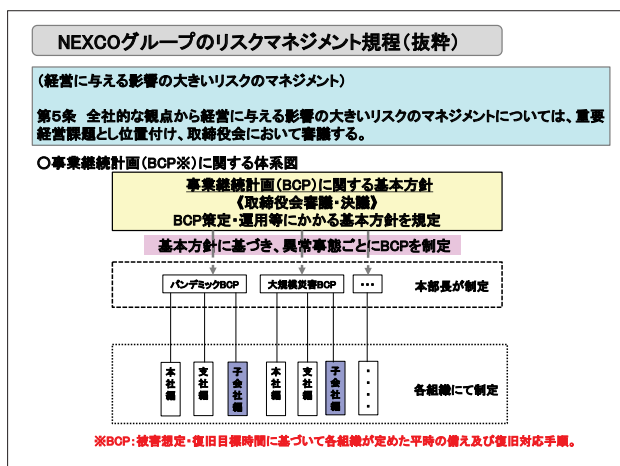 NEXCOグループのリスクマネジメント規程(抜粋)
(経営に与える影響の大きいリスクのマネジメント)
第5条 全社的な観点から経営に与える影響の大きいリスクのマネジメントについては、重要
経営課題とし位置付け、取締役会において審議する。
○事業継続計画(BCP※)に関する体系図
事業継続計画(BCP)に関する基本方針
《取締役会審議・決議》
BCP策定・運用等にかかる基本方針を規定
基本方針に基づき、異常事態ごとにBCPを制定
パンデミックBCP
大規模災害BCP
・・・
本部長が制定
本社編
支社編
子会社編
本社編
支社編
子会社編
・・・・
各組織にて制定
※BCP:被害想定・復旧目標時間に基づいて各組織が定めた平時の備え及び復旧対応手順。